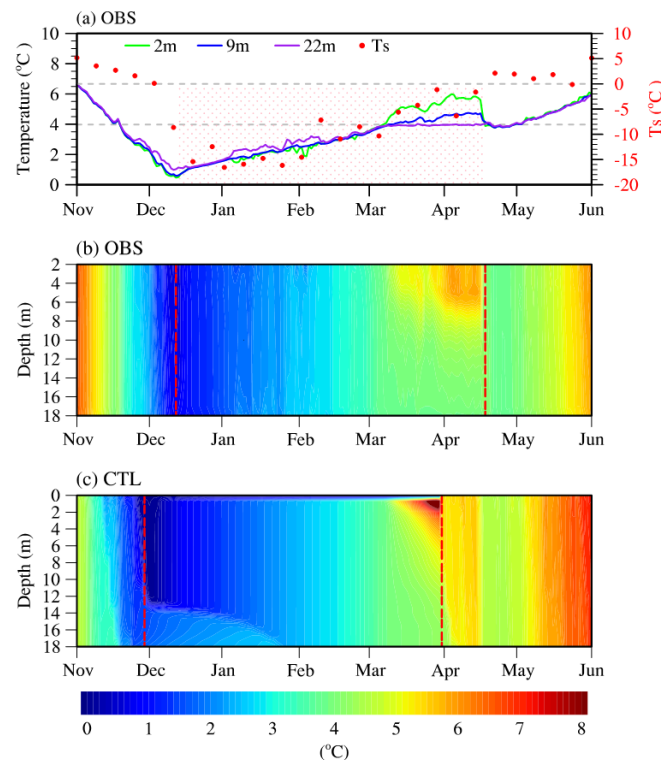 (a) OBS
2m 9m 22m Ts
Temperature (°C)
10
8
6
4
2
0
10
5
0
-5
-10
-15
-20
Ts (°C)
Nov Dec Jan Feb Mar Apr May Jun
(b) OBS
Depth (m)
2
4
6
8
10
12
14
16
18
Nov Dec Jan Feb Mar Apr May Jun
(c) CTL
Depth (m)
0
2
4
6
8
10
12
14
16
18
Nov Dec Jan Feb Mar Apr May Jun
0 1 2 3 4 5 6 7 8
(°C)